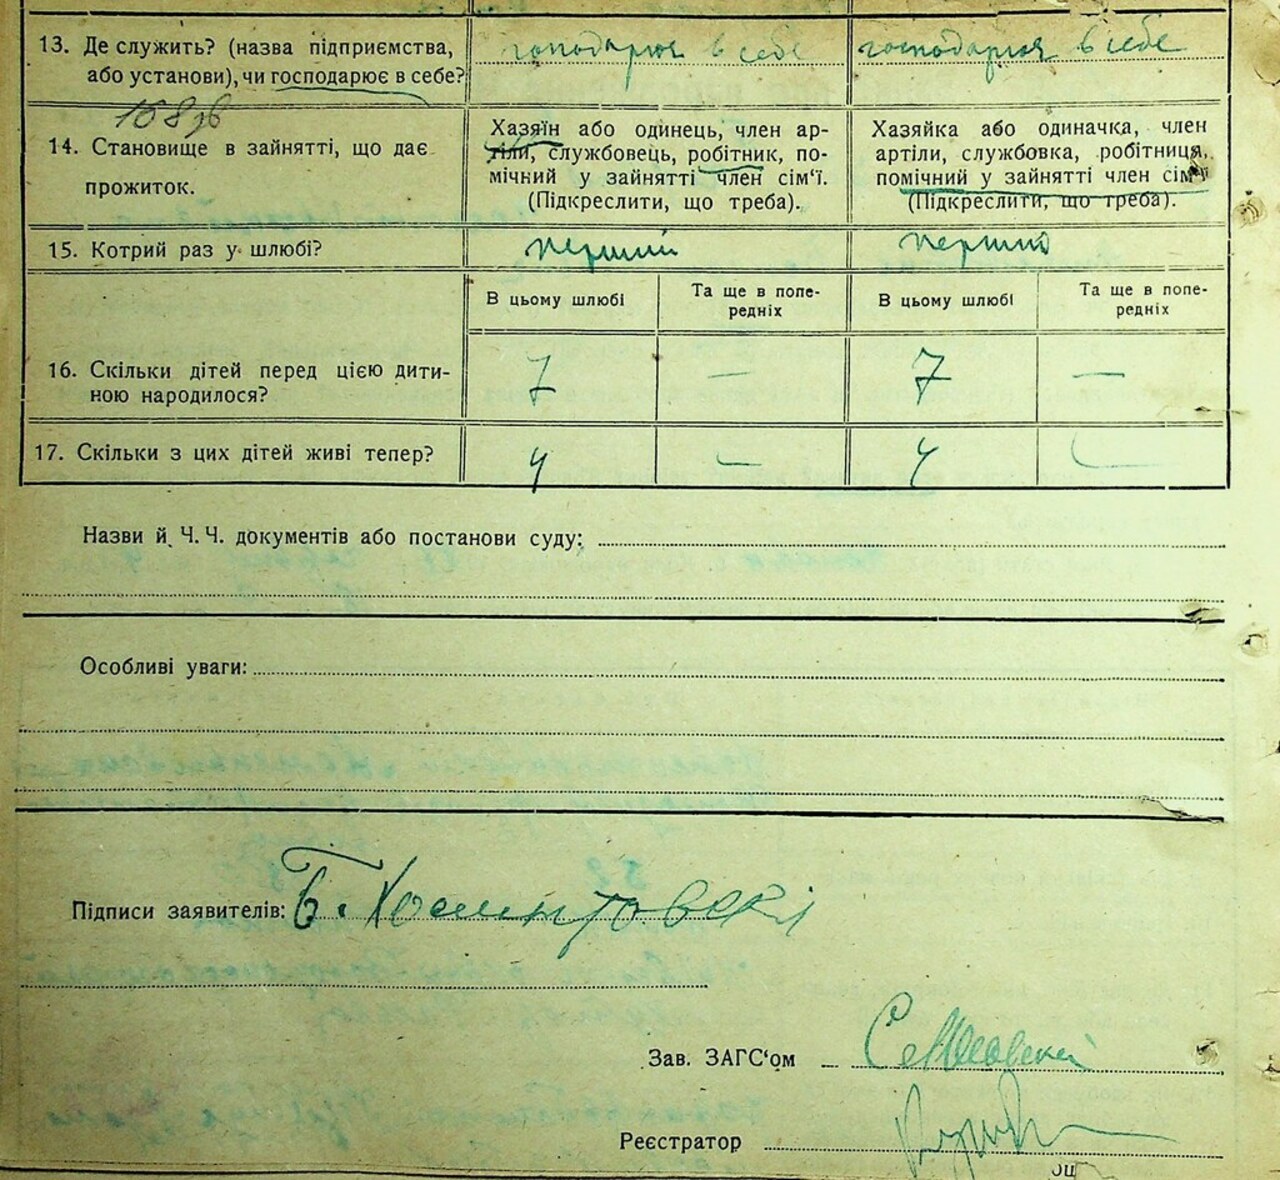 13. Де служить? (назва підприємства, або установи), чи господарює в себе?
господарює в себе
господарює в себе
14. Становище в зайнятті, що дає прожиток.
Хазяїн або одинець, член ар-
тіли, службовець, робітник, по-
мічний у зайнятті член сім'ї.
(Підкреслити, що треба).
Хазяйка або одиначка, член
артіли, службовка, робітниця,
помічний у зайнятті член сім'ї
(Підкреслити, що треба).
15. Котрий раз у шлюбі?
перший
перший
В цьому шлюбі
Та ще в попе-
редніх
В цьому шлюбі
Та ще в попе-
редніх
16. Скільки дітей перед цією дити-
ною народилося?
7 — 7 —
17. Скільки з цих дітей живі тепер?
4 — 4 —
Назви й Ч. Ч. документів або постанови суду:
Особливі уваги:
Підписи заявителів:
Зав. ЗАГС'ом
Реєстратор